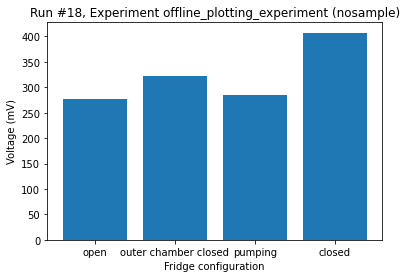 Run #18, Experiment offline_plotting_experiment (nosample)
400
350
300
250
200
150
100
50
0
Voltage (mV)
open outer chamber closed pumping closed
Fridge configuration